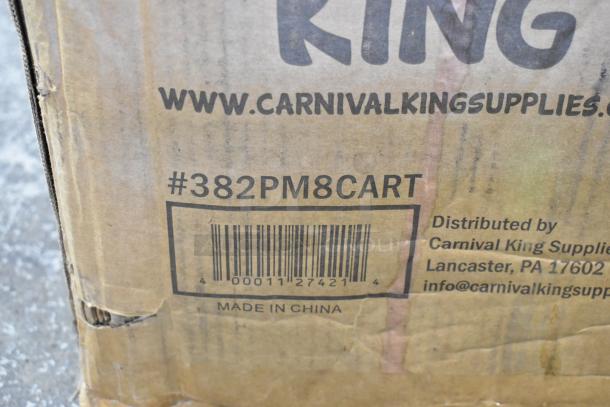 KING
WWW.CARNIVALKINGSUPPLIES.
#382PM8CART
4 00011 27421 4
MADE IN CHINA
Distributed by
Carnival King Supplie
Lancaster, PA 17602
info@carnivalkingsupp